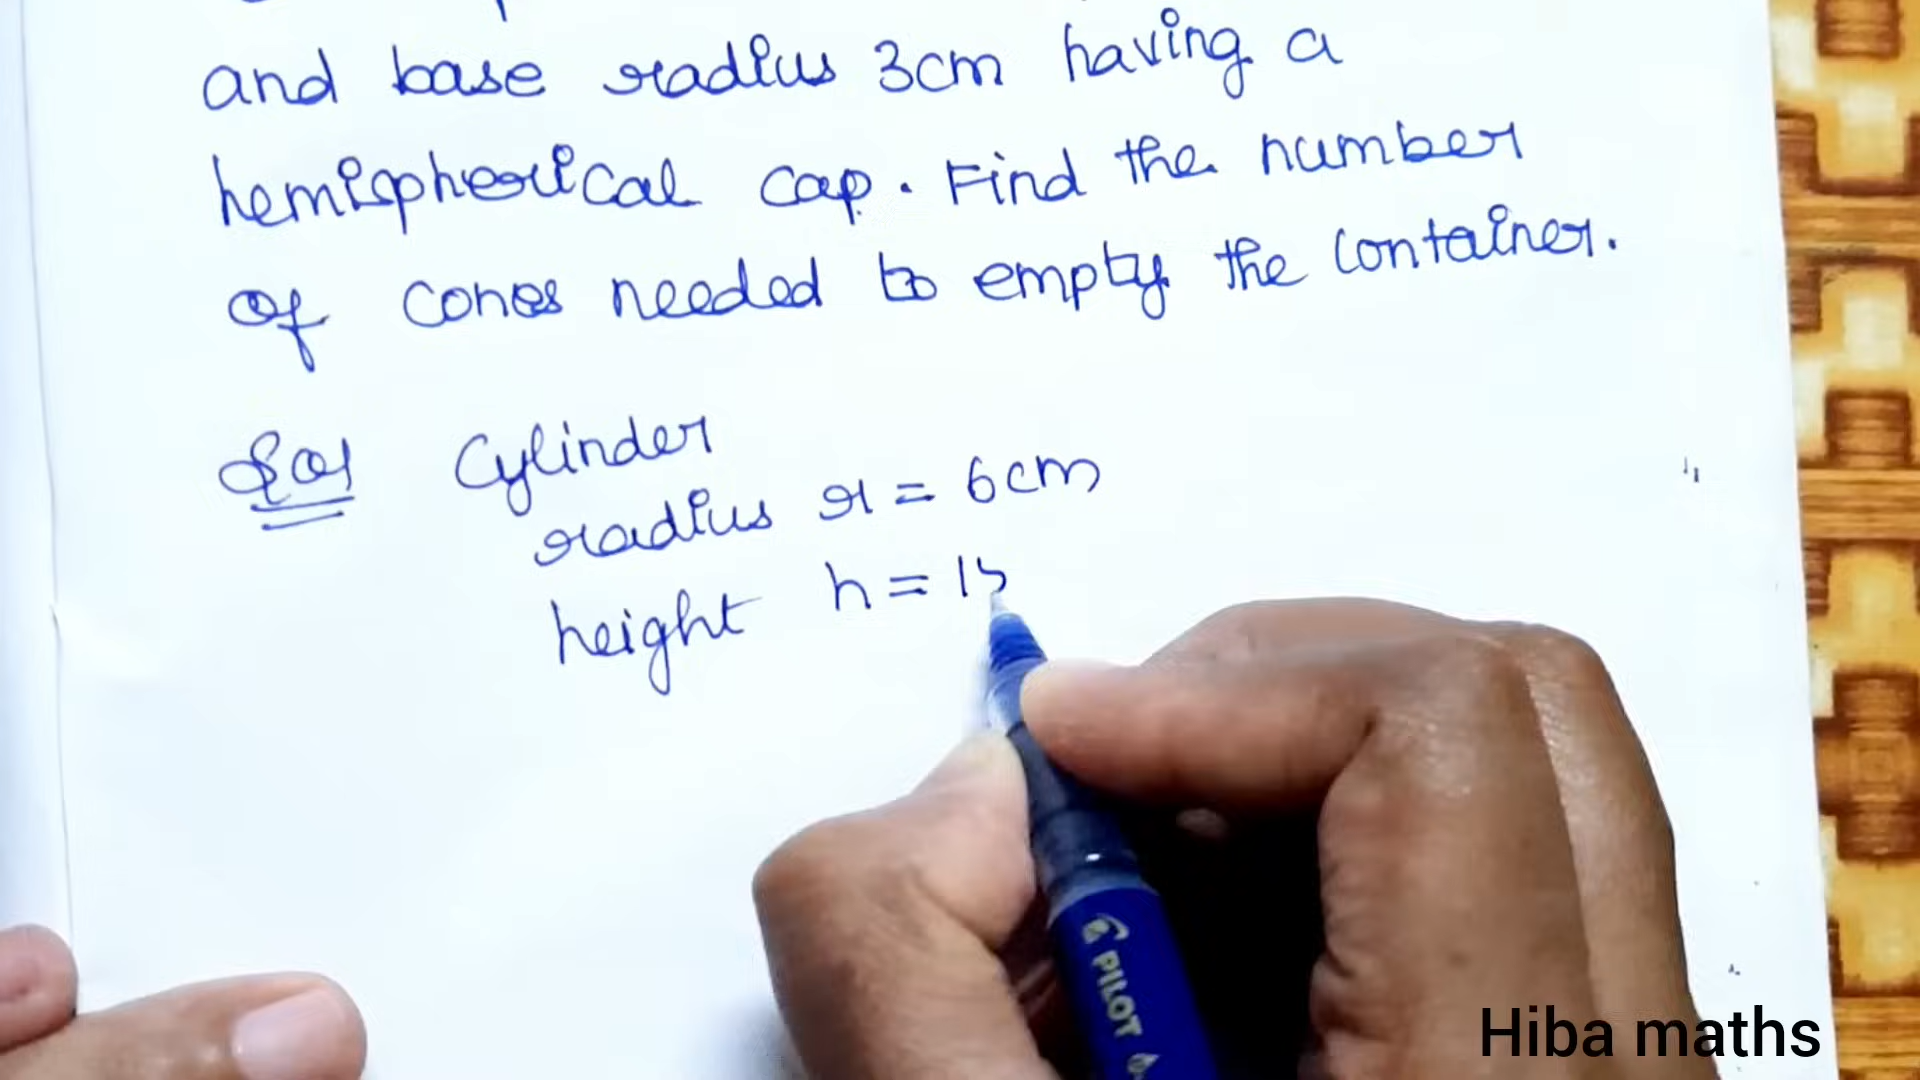 and base radius 3cm having a
hemispherical cap. Find the number
of cones needed to empty the container.
Sol Cylinder
radius r = 6cm
height h = 15
PILOT
Hiba maths